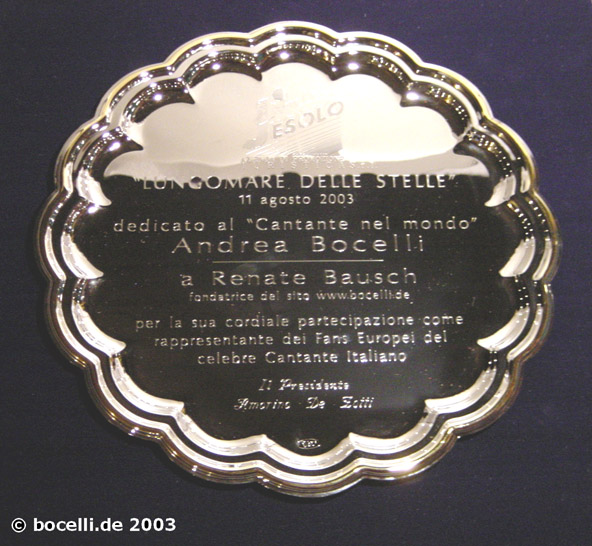 JESOLO
"LUNGOMARE DELLE STELLE"
11 agosto 2003
dedicato al "Cantante nel mondo"
Andrea Bocelli
a Renate Bausch
fondatrice del sito www.bocelli.de
per la sua cordiale partecipazione come
rappresentante dei Fans Europei del
celebre Cantante Italiano
Il Presidente
Amorino De Zotti
© bocelli.de 2003